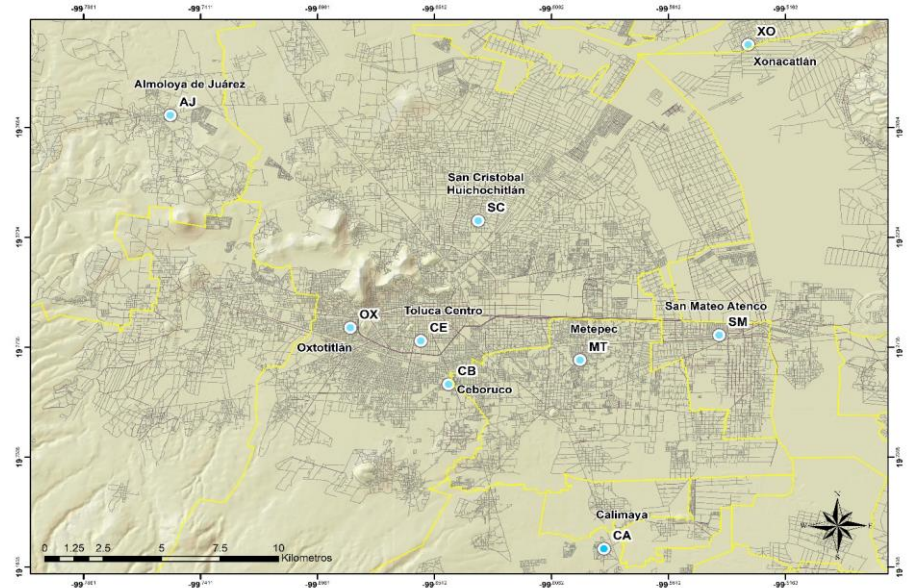 XO
Xonacatlán
Almoloya de Juárez
AJ
San Cristobal
Huichochitlán
SC
OX
Oxtotitlán
Toluca Centro
CE
CB
Ceboruco
Metepec
MT
San Mateo Atenco
SM
Calimaya
CA
N
W
E
S
0 1.25 2.5 5 7.5 10
Kilometros